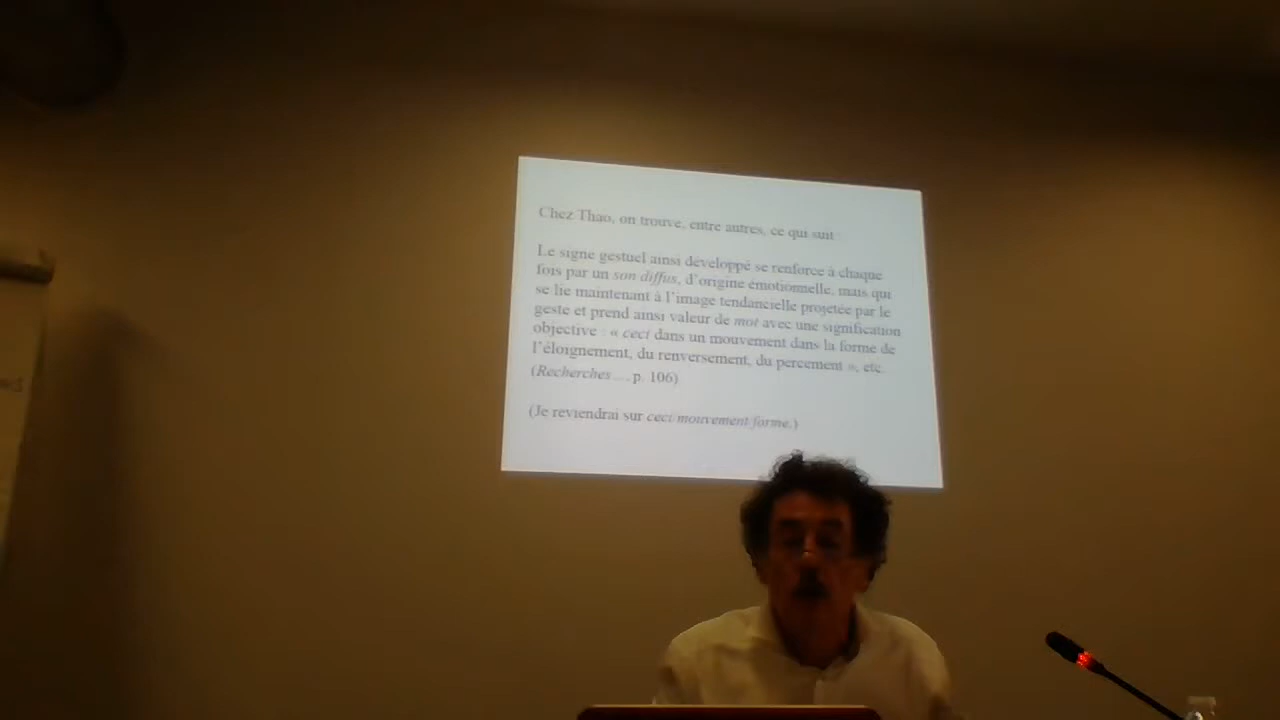 Chez Thao, on trouve, entre autres, ce qui suit :
Le signe gestuel ainsi développé se renforce à chaque
fois par un son diffus, d’origine émotionnelle, mais qui
se lie maintenant à l’image tendancielle projetée par le
geste et prend ainsi valeur de mot avec une signification
objective : « ceci dans un mouvement dans la forme de
l’éloignement, du renversement, du percement », etc.
(Recherches … p. 106)
(Je reviendrai sur ceci/mouvement/forme.)